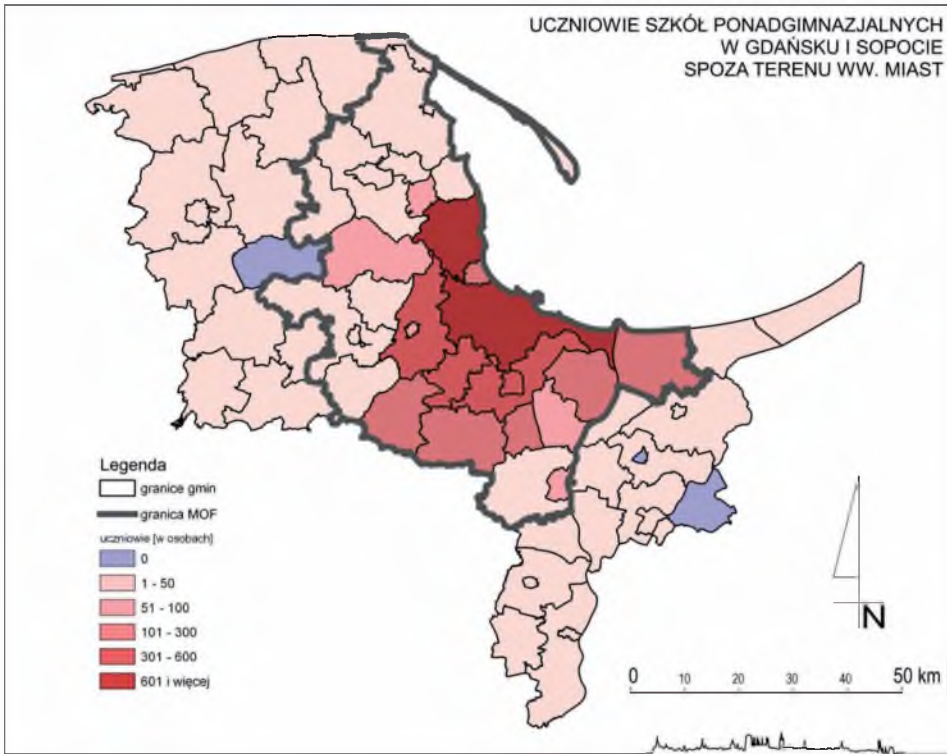 UCZNIOWIE SZKÓŁ PONADGIMNAZJALNYCH
W GDAŃSKU I SOPOCIE
SPOZA TERENU WW. MIAST
Legenda
granice gmin
granica MOF
uczniowie [w osobach]
0
1 - 50
51 - 100
101 - 300
301 - 600
601 i więcej
N
0 10 20 30 40 50 km